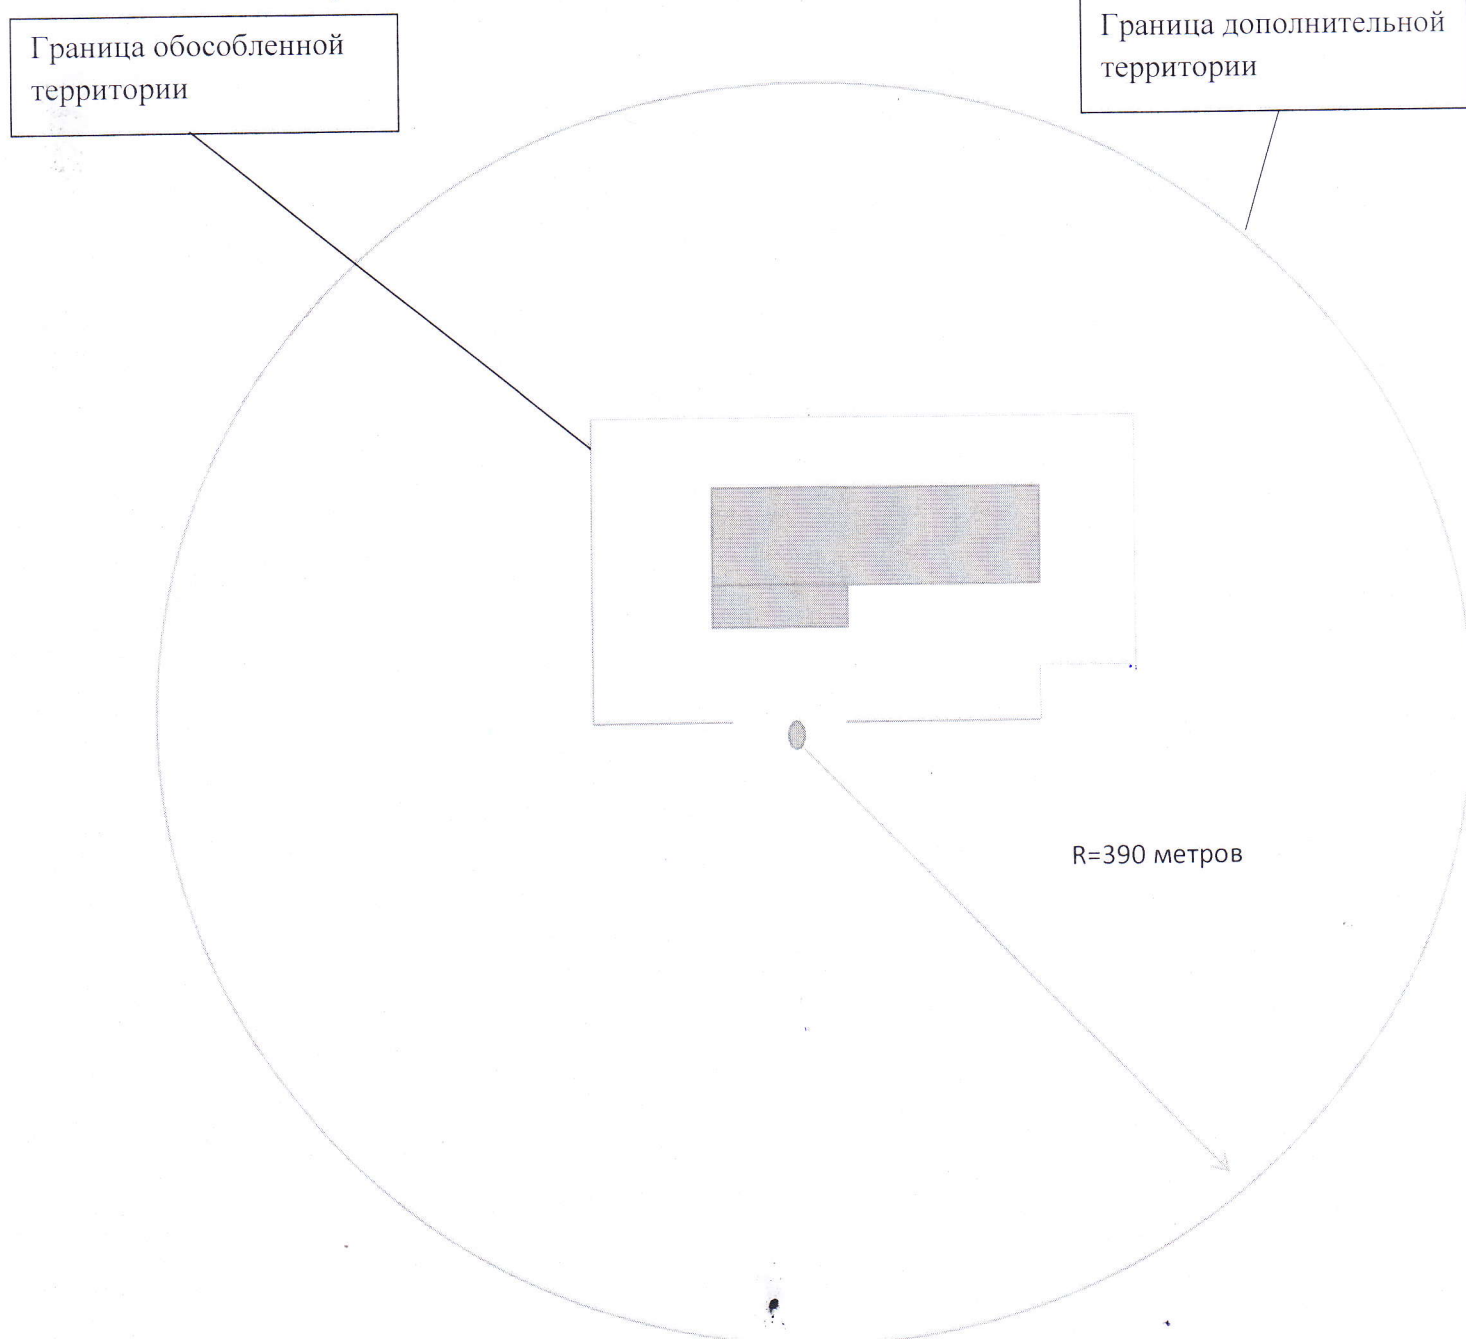 Граница обособленной
территории
Граница дополнительной
территории
R=390 метров